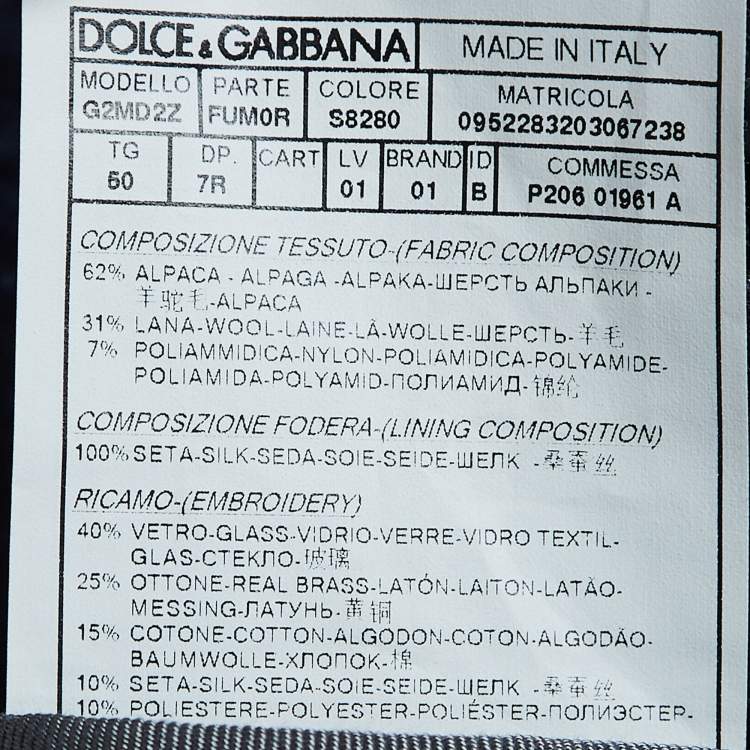 DOLCE & GABBANA MADE IN ITALY
MODELLO PARTE COLORE MATRICOLA
G2MD2Z FUM0R S8280 0952283203067238
TG DP. CART LV BRAND ID COMMESSA
50 7R 01 01 B P206 01961 A
COMPOSIZIONE TESSUTO-(FABRIC COMPOSITION)
62% ALPACA - ALPAGA -ALPAKA-ШЕРСТЬ АЛЬПАКИ -
羊驼毛-ALPACA
31% LANA-WOOL-LAINE-LÃ-WOLLE-ШЕРСТЬ-羊毛
7% POLIAMMIDICA-NYLON-POLIAMIDICA-POLYAMIDE-
POLIAMIDA-POLYAMID-ПОЛИАМИД-锦纶
COMPOSIZIONE FODERA-(LINING COMPOSITION)
100% SETA-SILK-SEDA-SOIE-SEIDE-ШЕЛК -桑蚕丝
RICAMO-(EMBROIDERY)
40% VETRO-GLASS-VIDRIO-VERRE-VIDRO TEXTIL-
GLAS-СТЕКЛО-玻璃
25% OTTONE-REAL BRASS-LATÓN-LAITON-LATÃO-
MESSING-ЛАТУНЬ-黄铜
15% COTONE-COTTON-ALGODON-COTON-ALGODÃO-
BAUMWOLLE-ХЛОПОК-棉
10% SETA-SILK-SEDA-SOIE-SEIDE-ШЕЛК -桑蚕丝
10% POLIESTERE-POLYESTER-POLIÉSTER-ПОЛИЭСТЕР-